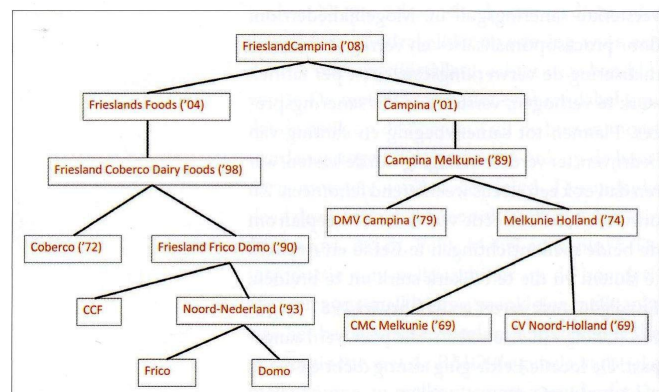 FrieslandCampina ('08)
Frieslands Foods ('04)
Campina ('01)
Friesland Coberco Dairy Foods ('98)
Campina Melkunie ('89)
DMV Campina ('79)
Melkunie Holland ('74)
Coberco ('72)
Friesland Frico Domo ('90)
CCF
Noord-Nederland ('93)
CMC Melkunie ('69)
CV Noord-Holland ('69)
Frico
Domo